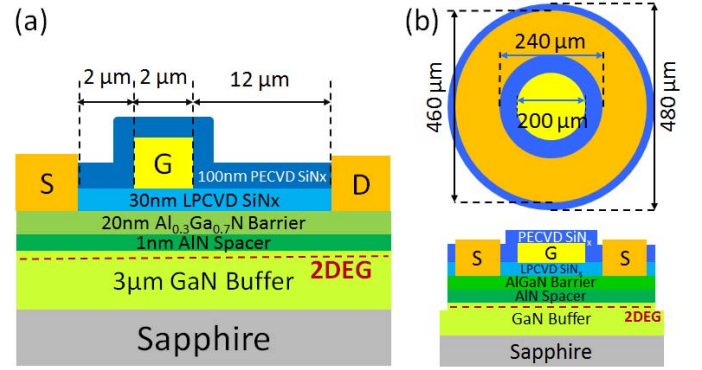 (a)
2 μm 2 μm 12 μm
G
S
D
100nm PECVD SiNx
30nm LPCVD SiNx
20nm Al0.3Ga0.7N Barrier
1nm AlN Spacer
2DEG
3μm GaN Buffer
Sapphire
(b)
240 μm
200 μm
460 μm
480 μm
PECVD SiNx
S G S
LPCVD SiNx
AlGaN Barrier
AlN Spacer
2DEG
GaN Buffer
Sapphire